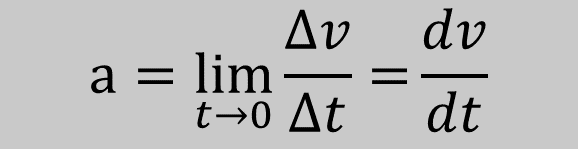 a = lim t→0 Δv/Δt = dv/dt